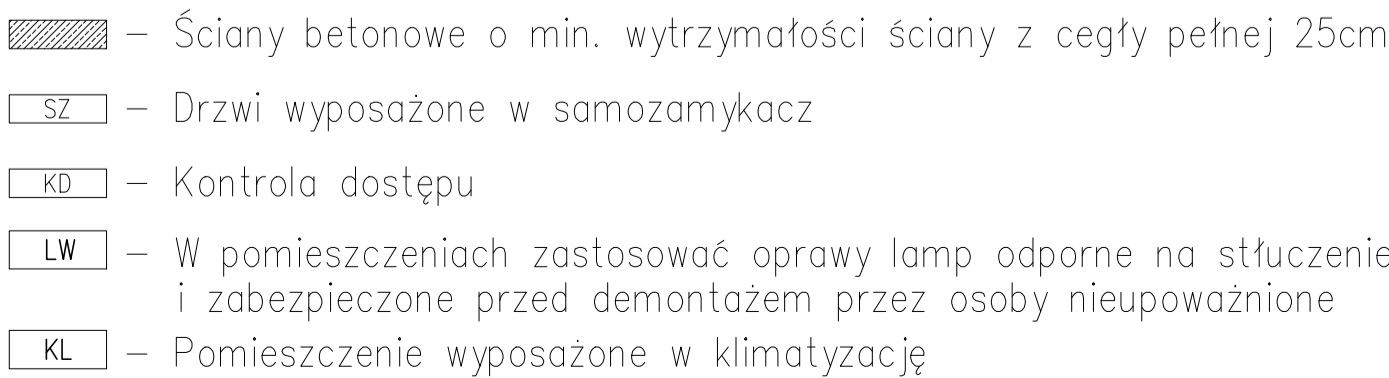 – Ściany betonowe o min. wytrzymałości ściany z cegły pełnej 25cm
SZ – Drzwi wyposażone w samozamykacz
KD – Kontrola dostępu
LW – W pomieszczeniach zastosować oprawy lamp odporne na stłuczenie
i zabezpieczone przed demontażem przez osoby nieupoważnione
KL – Pomieszczenie wyposażone w klimatyzację